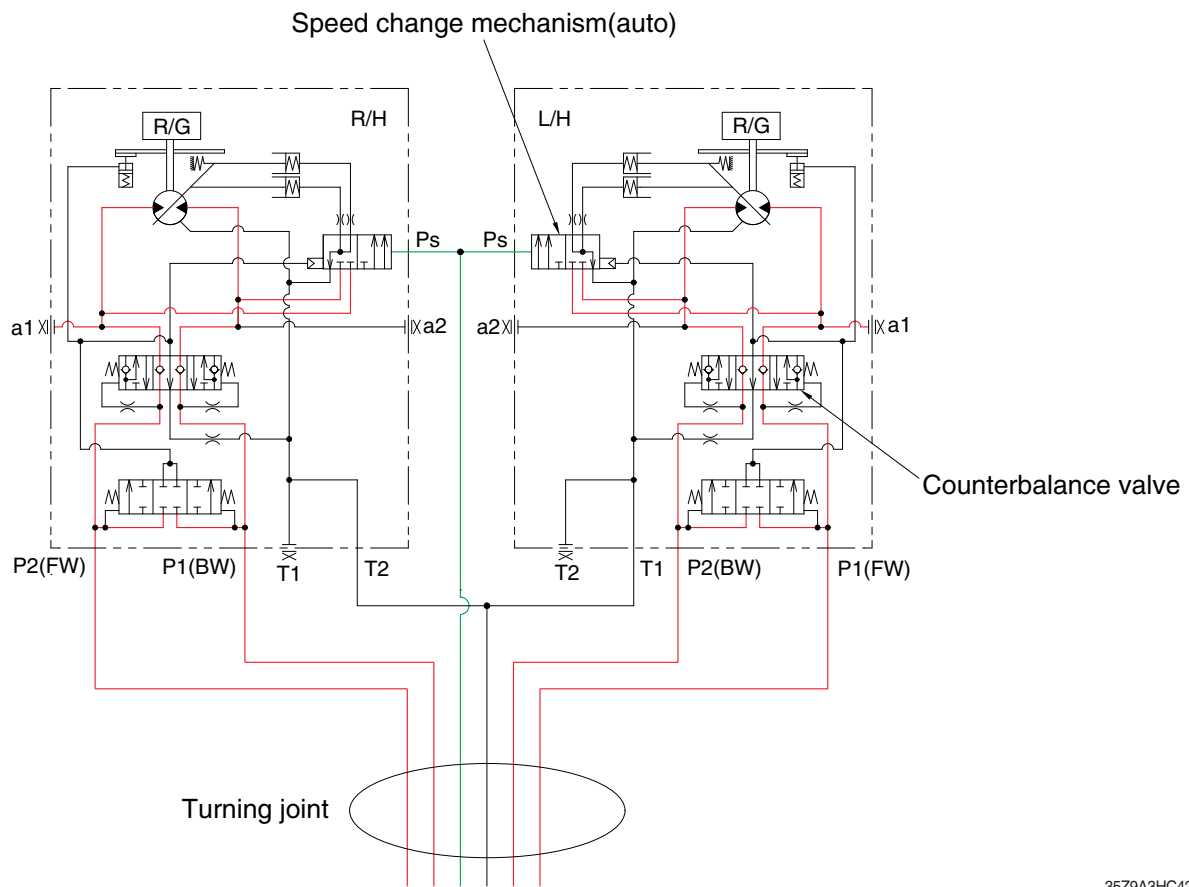 Speed change mechanism(auto)
R/G
R/H
L/H
R/G
Ps
Ps
a1
a2
a2
a1
Counterbalance valve
P2(FW)
P1(BW)
T1
T2
T2
T1
P2(BW)
P1(FW)
Turning joint